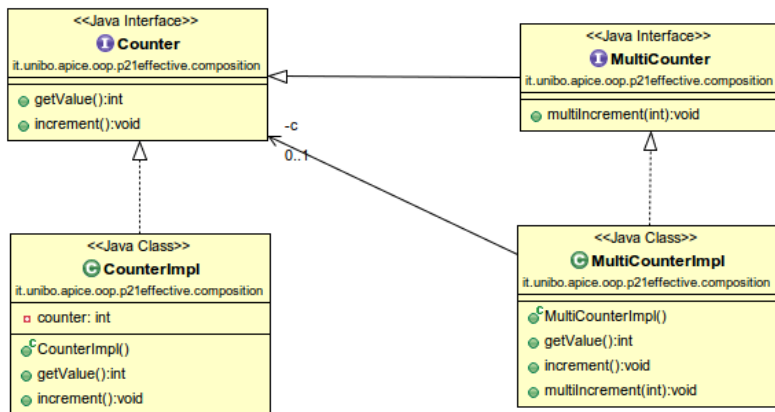 <<Java Interface>>
Counter
it.unibo.apice.oop.p21effective.composition
getValue():int
increment():void
<<Java Interface>>
MultiCounter
it.unibo.apice.oop.p21effective.composition
multiIncrement(int):void
-c
0..1
<<Java Class>>
CounterImpl
it.unibo.apice.oop.p21effective.composition
counter: int
CounterImpl()
getValue():int
increment():void
<<Java Class>>
MultiCounterImpl
it.unibo.apice.oop.p21effective.composition
MultiCounterImpl()
getValue():int
increment():void
multiIncrement(int):void